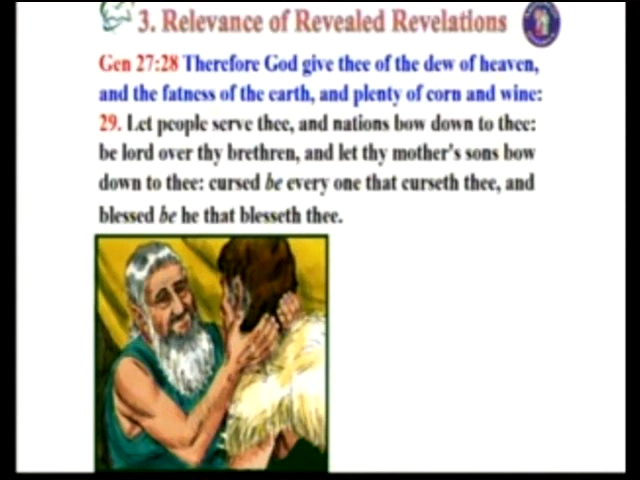 3. Relevance of Revealed Revelations
Gen 27:28 Therefore God give thee of the dew of heaven,
and the fatness of the earth, and plenty of corn and wine:
29. Let people serve thee, and nations bow down to thee:
be lord over thy brethren, and let thy mother's sons bow
down to thee: cursed be every one that curseth thee, and
blessed be he that blesseth thee.